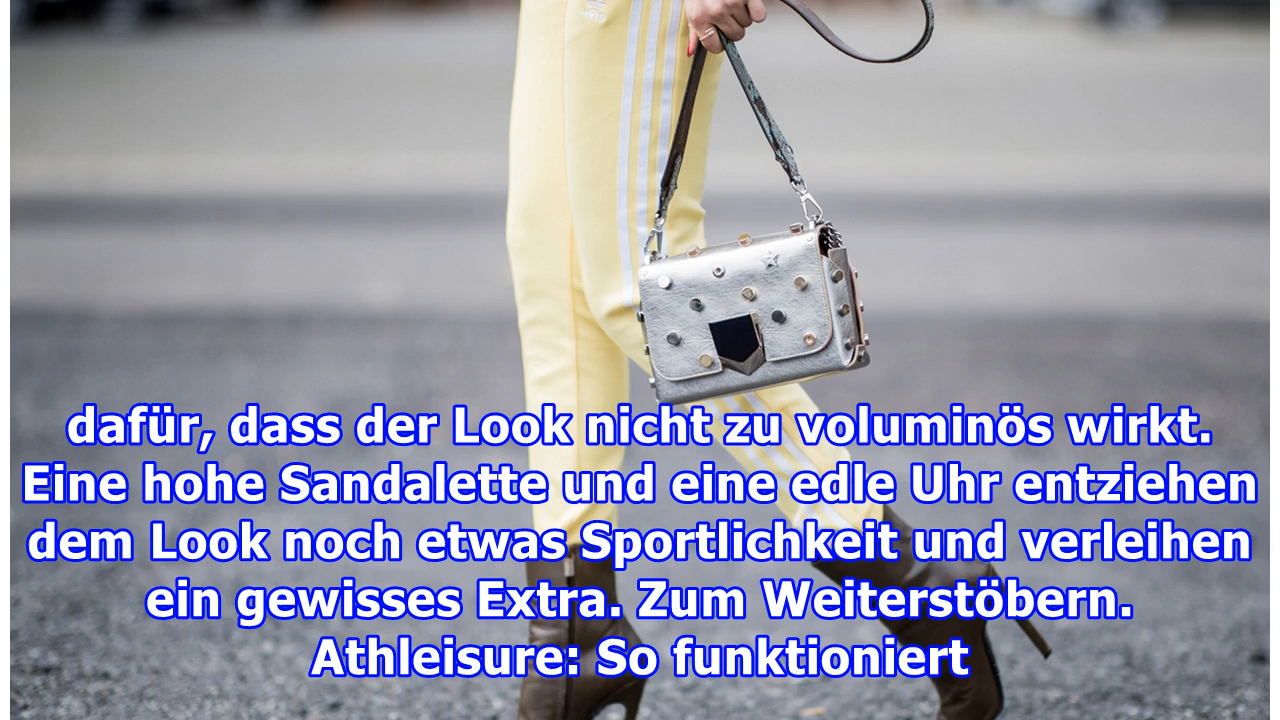 dafür, dass der Look nicht zu voluminös wirkt.
Eine hohe Sandalette und eine edle Uhr entziehen
dem Look noch etwas Sportlichkeit und verleihen
ein gewisses Extra. Zum Weiterstöbern.
Athleisure: So funktioniert